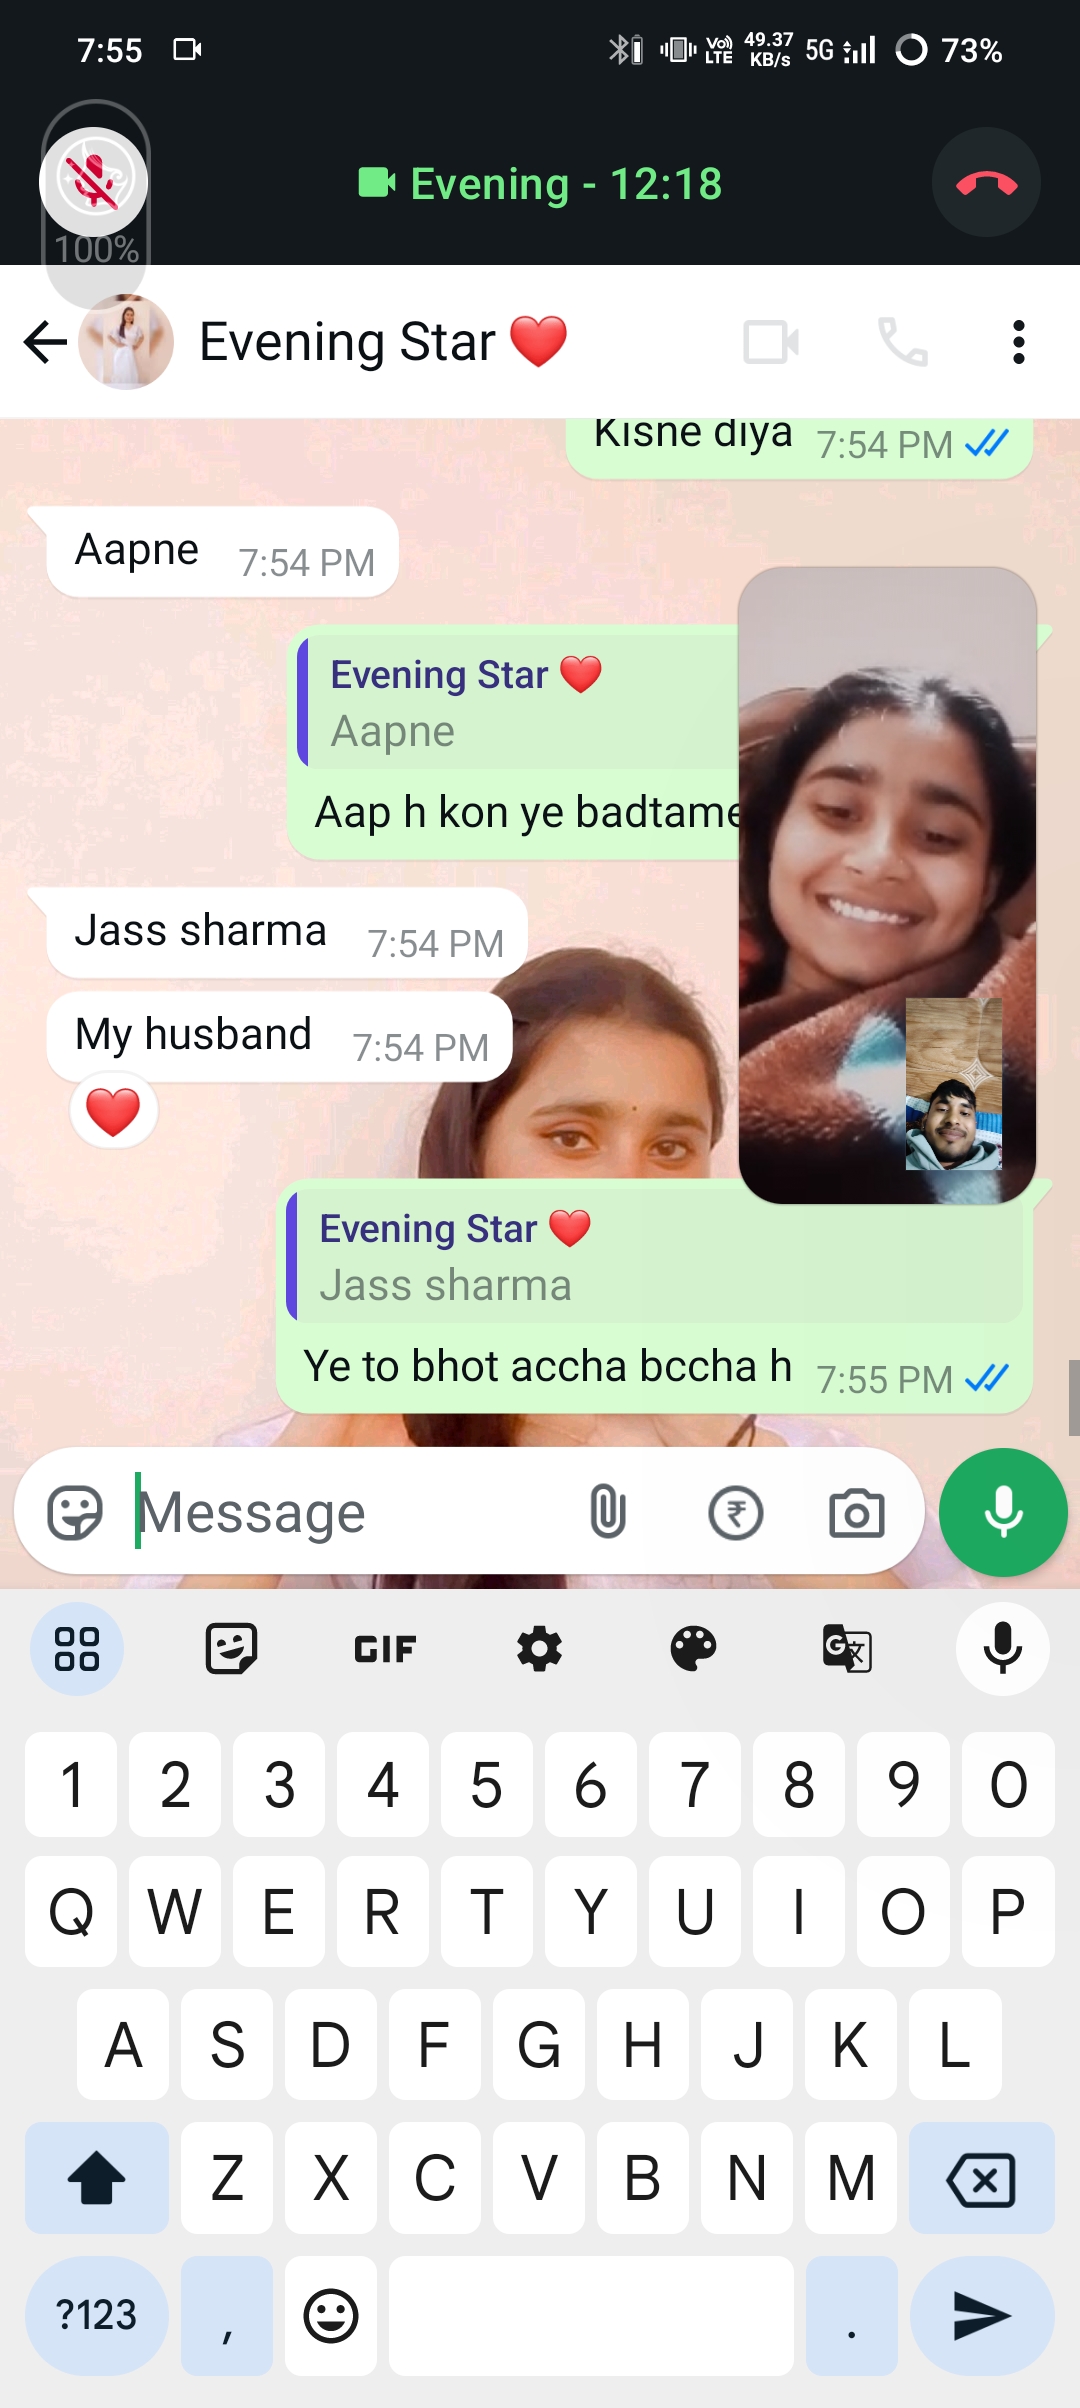 7:55
Vo))
LTE
49.37
KB/s
5G
73%
100%
Evening - 12:18
Evening Star ❤️
Kisne diya 7:54 PM
Aapne 7:54 PM
Evening Star ❤️
Aapne
Aap h kon ye badtame
Jass sharma 7:54 PM
My husband 7:54 PM
❤️
Evening Star ❤️
Jass sharma
Ye to bhot accha bccha h 7:55 PM
Message
₹
GIF
G 文
1 2 3 4 5 6 7 8 9 0
Q W E R T Y U I O P
A S D F G H J K L
Z X C V B N M
?123 , .